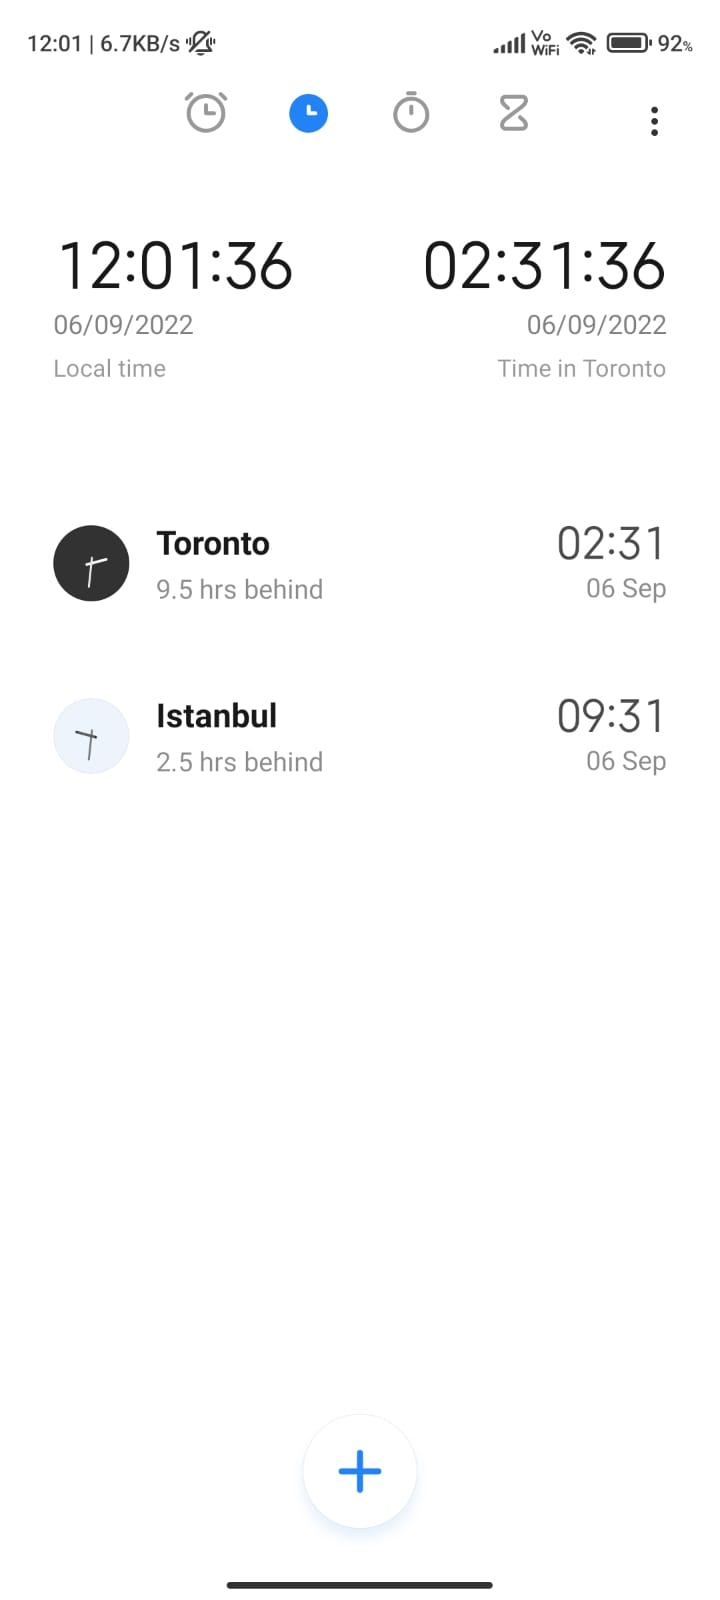 12:01 | 6.7KB/s Vo WiFi 92%
12:01:36 02:31:36
06/09/2022 06/09/2022
Local time Time in Toronto
Toronto 02:31
9.5 hrs behind 06 Sep
Istanbul 09:31
2.5 hrs behind 06 Sep